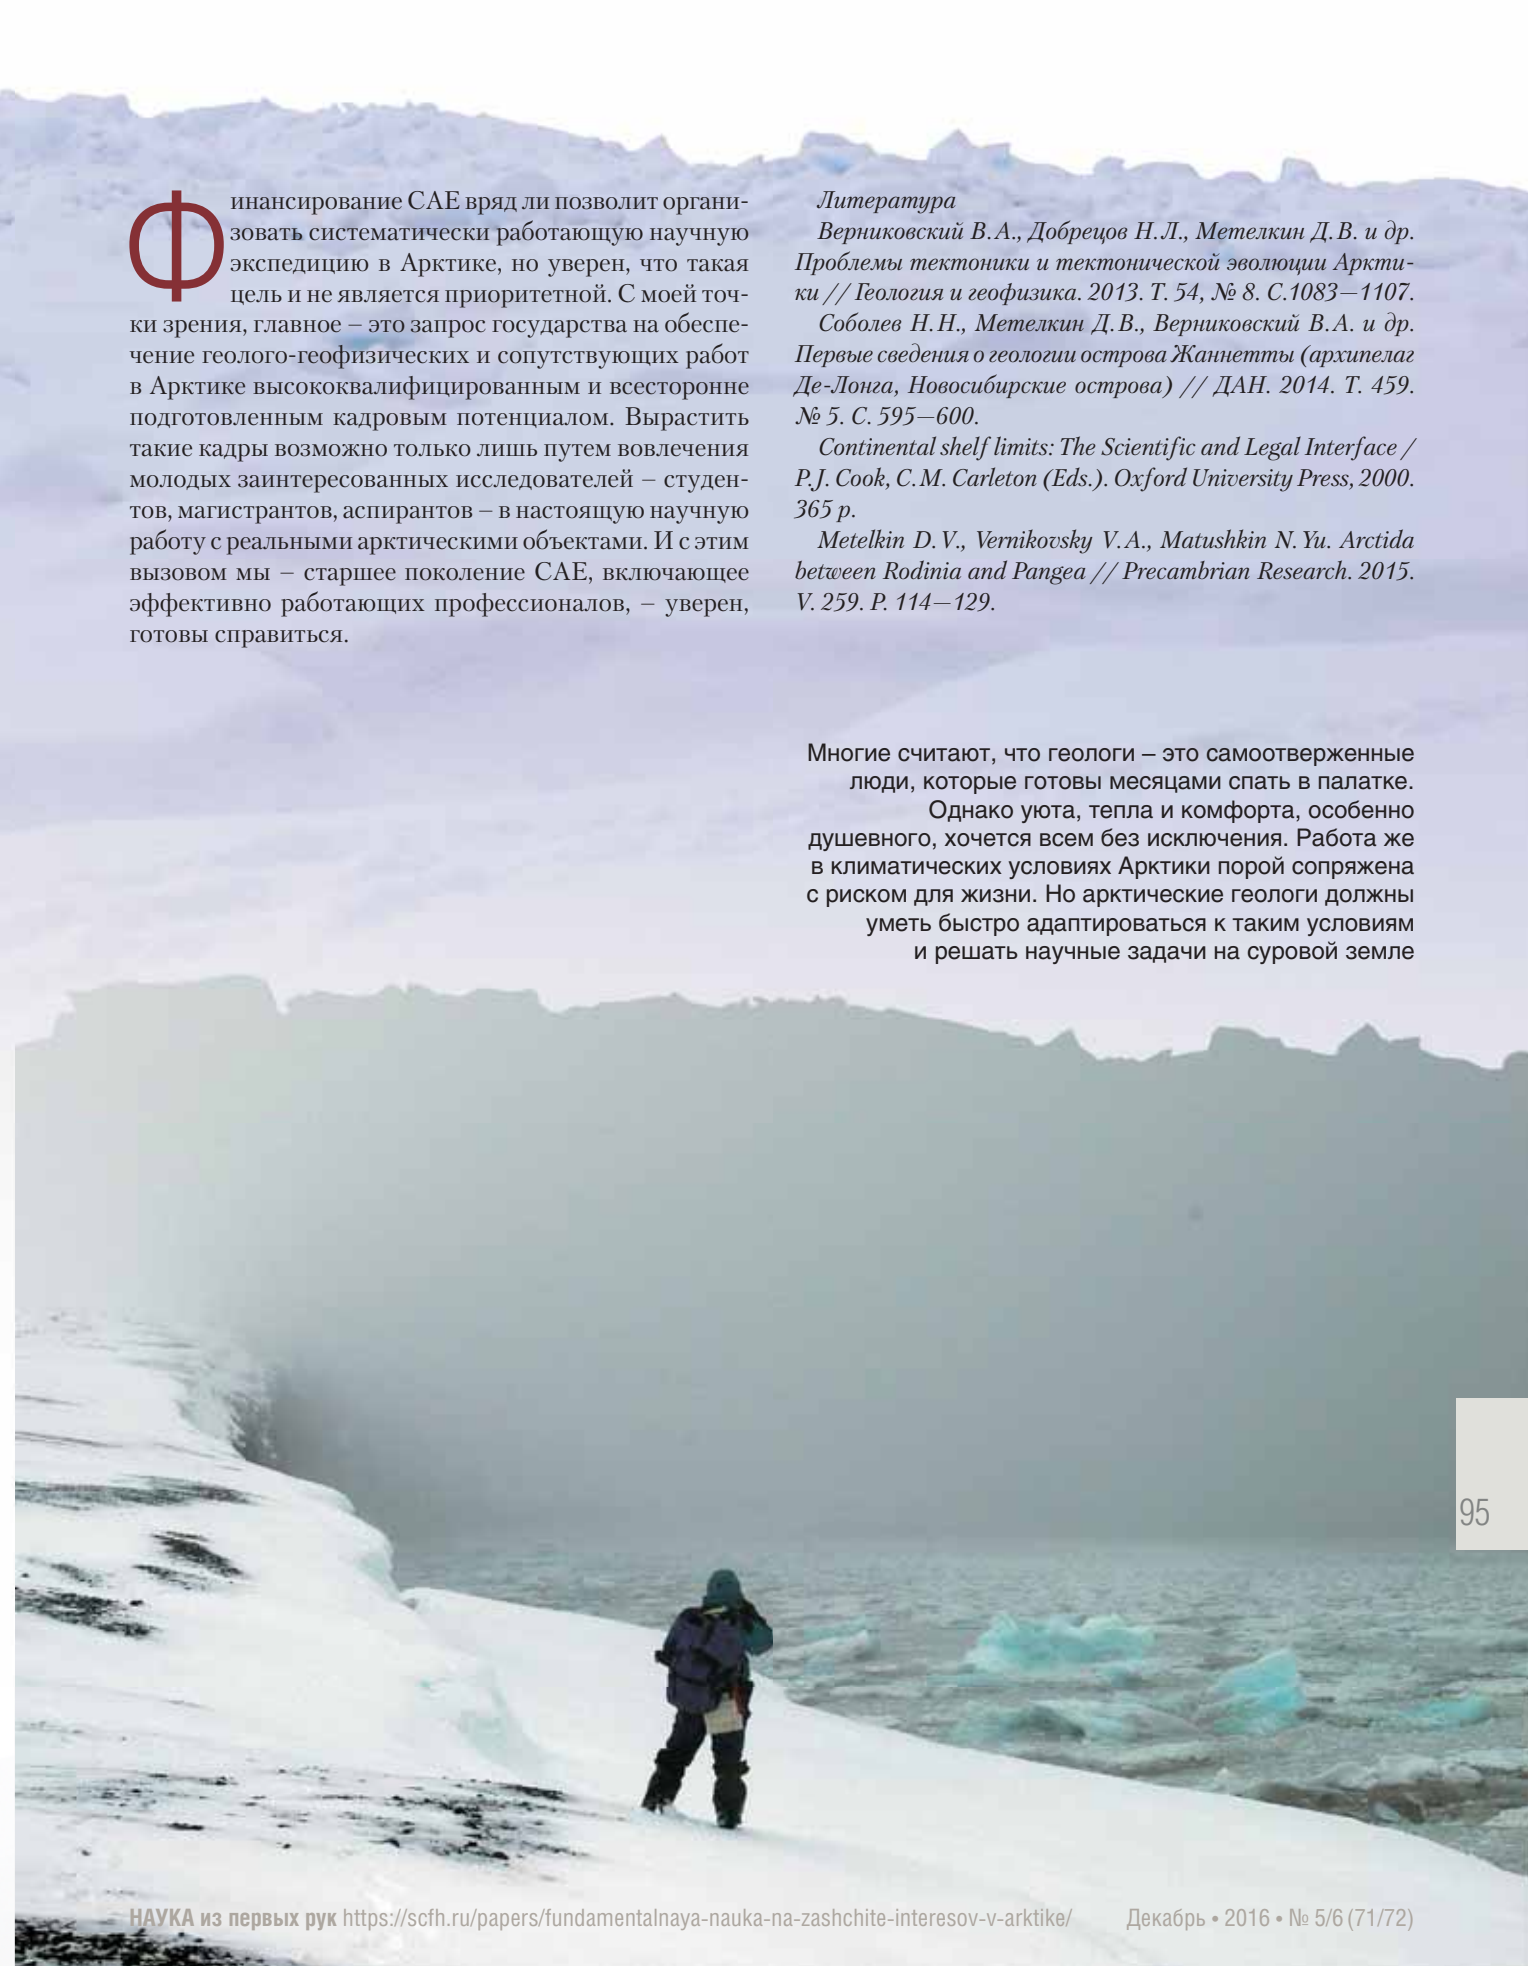 Финансирование САЕ вряд ли позволит органи-
зовать систематически работающую научную
экспедицию в Арктике, но уверен, что такая
цель и не является приоритетной. С моей точ-
ки зрения, главное – это запрос государства на обеспе-
чение геолого-геофизических и сопутствующих работ
в Арктике высококвалифицированным и всесторонне
подготовленным кадровым потенциалом. Вырастить
такие кадры возможно только лишь путем вовлечения
молодых заинтересованных исследователей – студен-
тов, магистрантов, аспирантов – в настоящую научную
работу с реальными арктическими объектами. И с этим
вызовом мы – старшее поколение САЕ, включающее
эффективно работающих профессионалов, – уверен,
готовы справиться.
Литература
Верниковский В.А., Добрецов Н.Л., Метелкин Д.В. и др.
Проблемы тектоники и тектонической эволюции Аркти-
ки // Геология и геофизика. 2013. Т. 54, № 8. С.1083—1107.
Соболев Н.Н., Метелкин Д.В., Верниковский В.А. и др.
Первые сведения о геологии острова Жаннетты (архипелаг
Де-Лонга, Новосибирские острова) // ДАН. 2014. Т. 459.
№ 5. С. 595—600.
Continental shelf limits: The Scientific and Legal Interface /
P.J. Cook, C.M. Carleton (Eds.). Oxford University Press, 2000.
365 p.
Metelkin D.V., Vernikovsky V.A., Matushkin N.Yu. Arctida
between Rodinia and Pangea // Precambrian Research. 2015.
V. 259. P. 114—129.
Многие считают, что геологи – это самоотверженные
люди, которые готовы месяцами спать в палатке.
Однако уюта, тепла и комфорта, особенно
душевного, хочется всем без исключения. Работа же
в климатических условиях Арктики порой сопряжена
с риском для жизни. Но арктические геологи должны
уметь быстро адаптироваться к таким условиям
и решать научные задачи на суровой земле
95
НАУКА из первых рук https://scfh.ru/papers/fundamentalnaya-nauka-na-zashchite-interesov-v-arktike/ Декабрь • 2016 • № 5/6 (71/72)